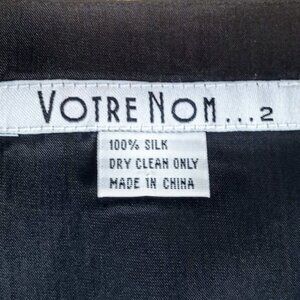 VOTRE NOM...2
100% SILK
DRY CLEAN ONLY
MADE IN CHINA